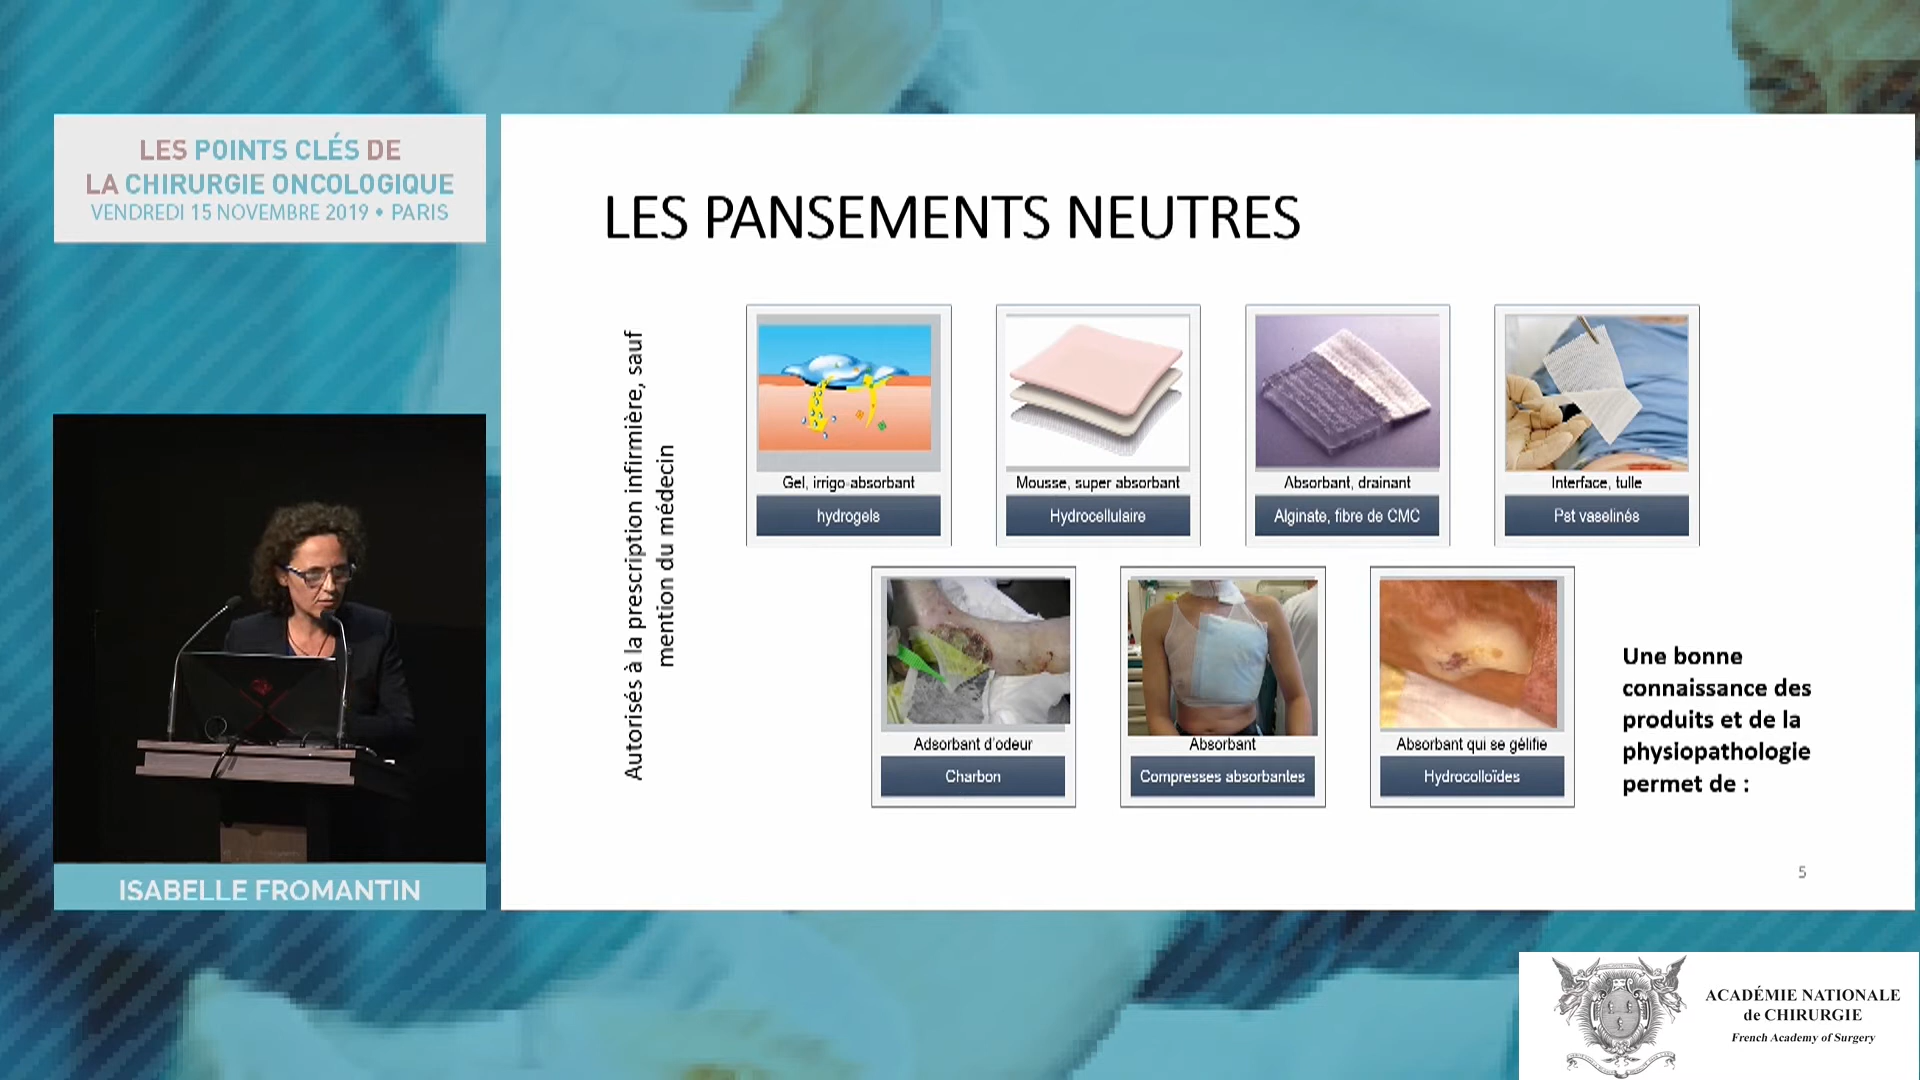 LES POINTS CLÉS DE
LA CHIRURGIE ONCOLOGIQUE
VENDREDI 15 NOVEMBRE 2019 • PARIS
ISABELLE FROMANTIN
LES PANSEMENTS NEUTRES
Autorisés à la prescription infirmière, sauf
mention du médecin
Gel, irrigo-absorbant
hydrogels
Mousse, super absorbant
Hydrocellulaire
Absorbant, drainant
Alginate, fibre de CMC
Interface, tulle
Pst vaselinés
Adsorbant d'odeur
Charbon
Absorbant
Compresses absorbantes
Absorbant qui se gélifie
Hydrocolloïdes
Une bonne
connaissance des
produits et de la
physiopathologie
permet de :
5
ACADÉMIE NATIONALE
de CHIRURGIE
French Academy of Surgery